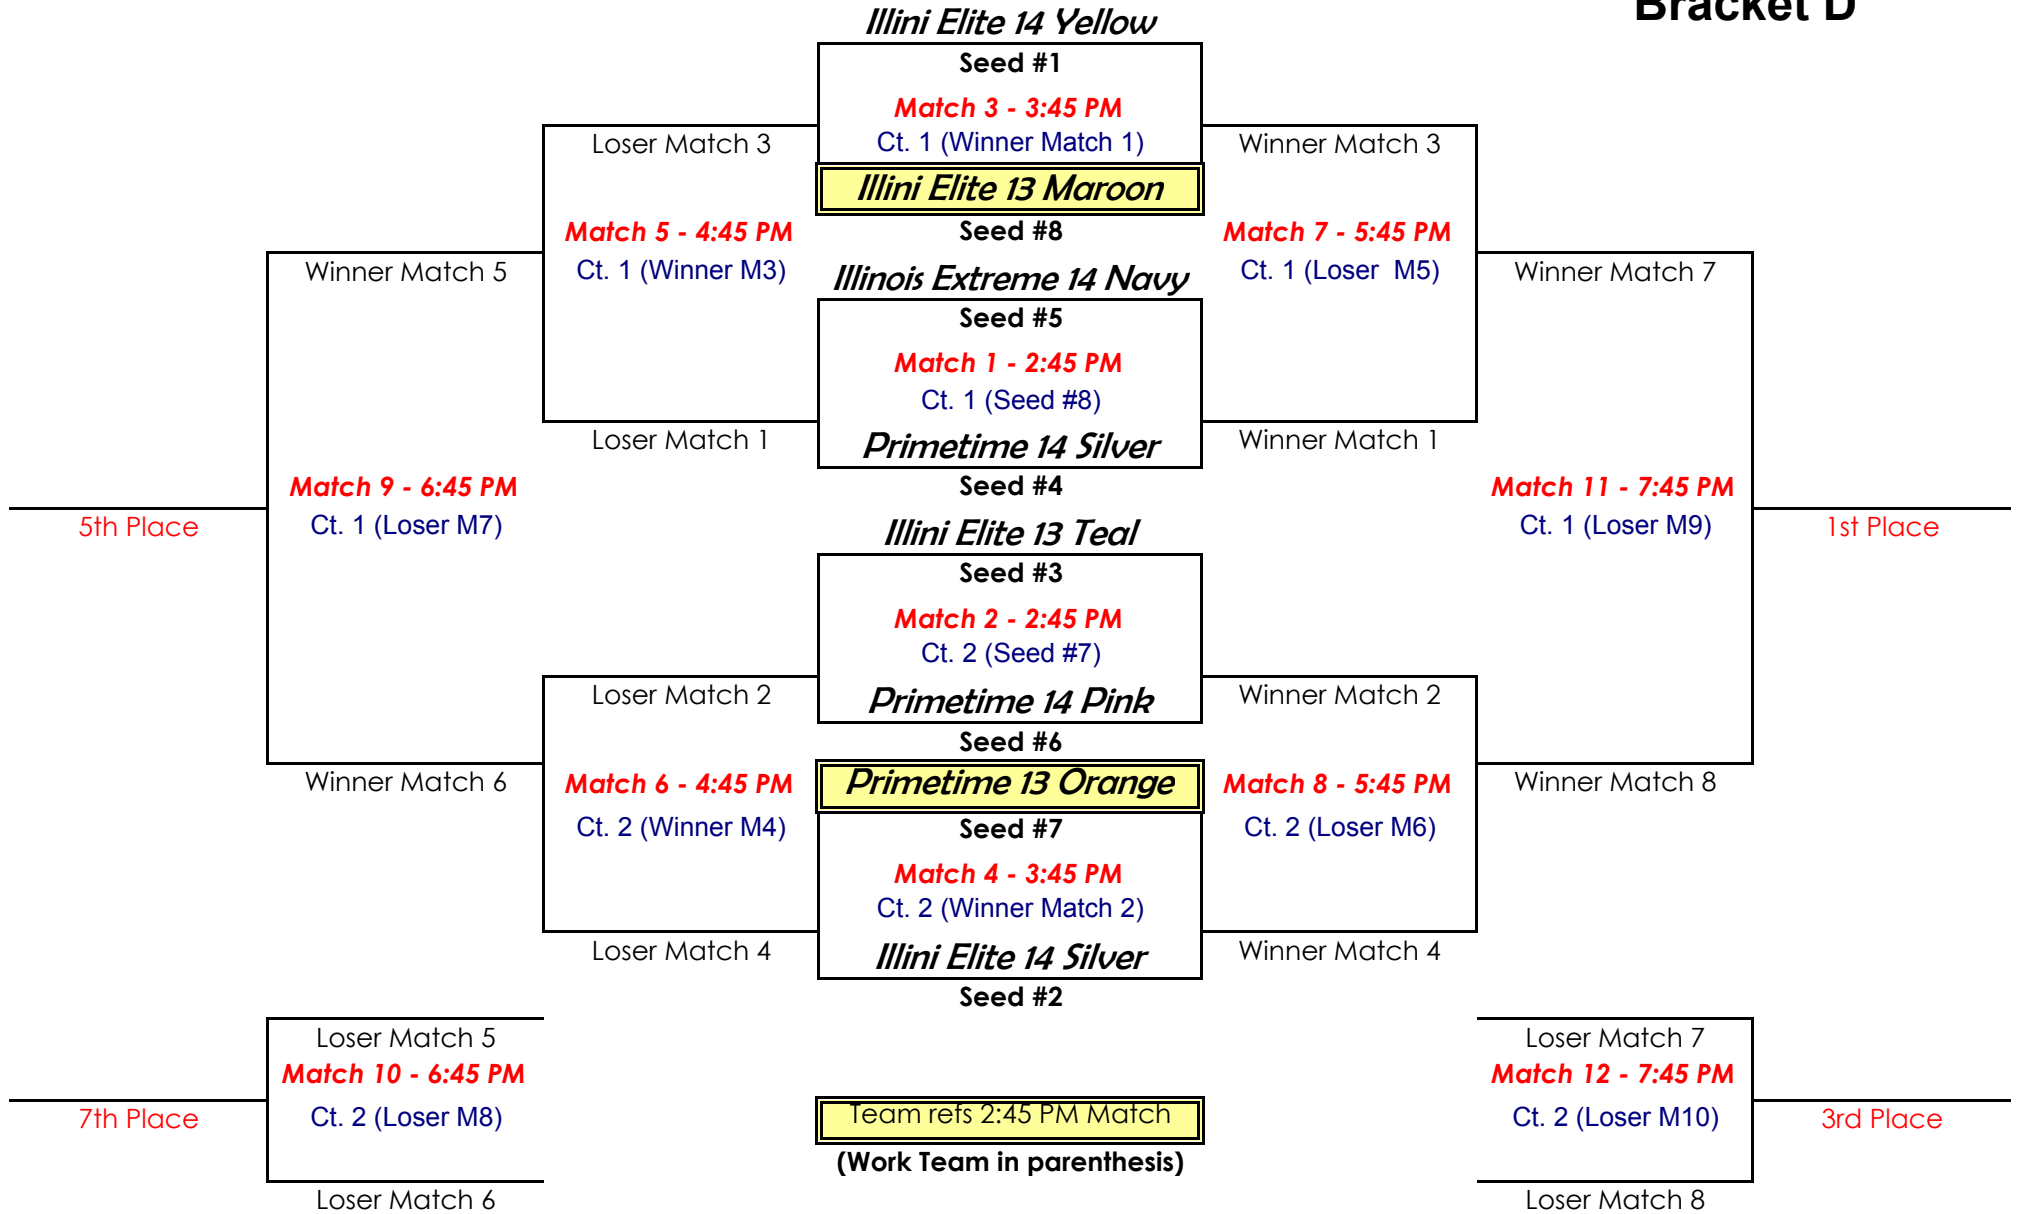 Bracket D
Illini Elite 14 Yellow
Seed #1
Match 3 - 3:45 PM
Loser Match 3
Ct. 1 (Winner Match 1)
Winner Match 3
Illini Elite 13 Maroon
Match 5 - 4:45 PM
Seed #8
Match 7 - 5:45 PM
Winner Match 5
Ct. 1 (Winner M3)
Illinois Extreme 14 Navy
Ct. 1 (Loser  M5)
Winner Match 7
Seed #5
Match 1 - 2:45 PM
Ct. 1 (Seed #8)
Loser Match 1
Primetime 14 Silver
Winner Match 1
Match 9 - 6:45 PM
Seed #4
Match 11 - 7:45 PM
5th Place
Ct. 1 (Loser M7)
Illini Elite 13 Teal
Ct. 1 (Loser M9)
1st Place
Seed #3
Match 2 - 2:45 PM
Ct. 2 (Seed #7)
Loser Match 2
Primetime 14 Pink
Winner Match 2
Seed #6
Winner Match 6
Match 6 - 4:45 PM
Primetime 13 Orange
Match 8 - 5:45 PM
Winner Match 8
Ct. 2 (Winner M4)
Seed #7
Ct. 2 (Loser M6)
Match 4 - 3:45 PM
Ct. 2 (Winner Match 2)
Loser Match 4
Illini Elite 14 Silver
Winner Match 4
Seed #2
Loser Match 5
Loser Match 7
Match 10 - 6:45 PM
Match 12 - 7:45 PM
7th Place
Ct. 2 (Loser M8)
Team refs 2:45 PM Match
Ct. 2 (Loser M10)
3rd Place
(Work Team in parenthesis)
Loser Match 6
Loser Match 8